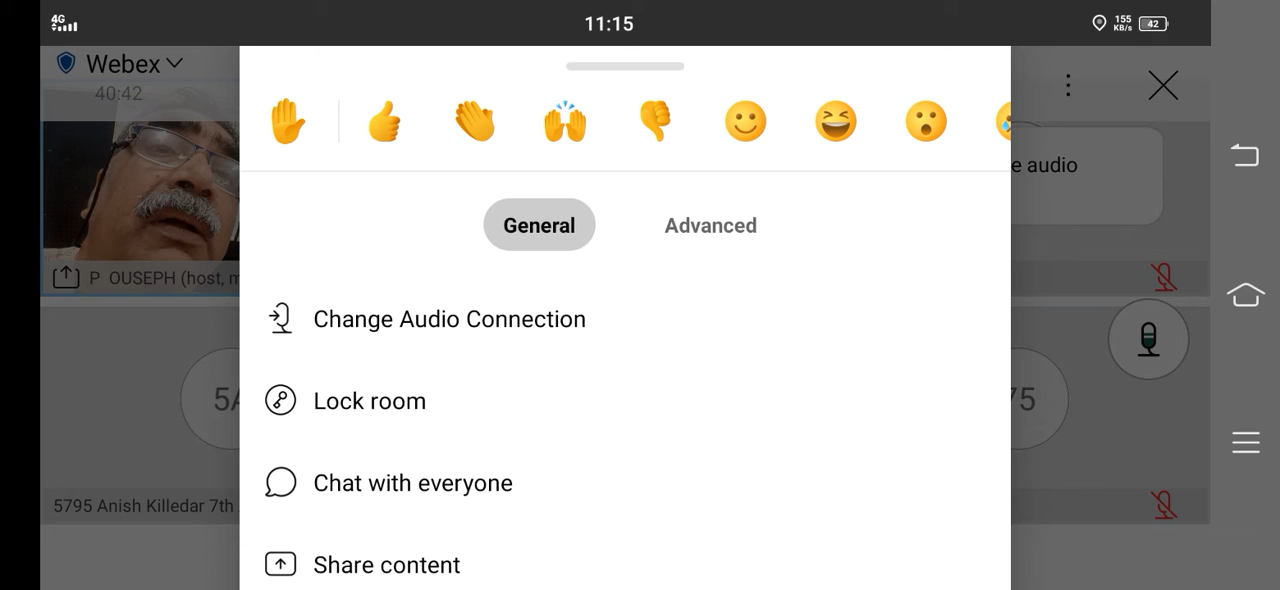 4G
11:15
155
KB/s
42
Webex
40:42
e audio
General
Advanced
P OUSEPH (host, m
Change Audio Connection
Lock room
5A
75
Chat with everyone
5795 Anish Killedar 7th
Share content